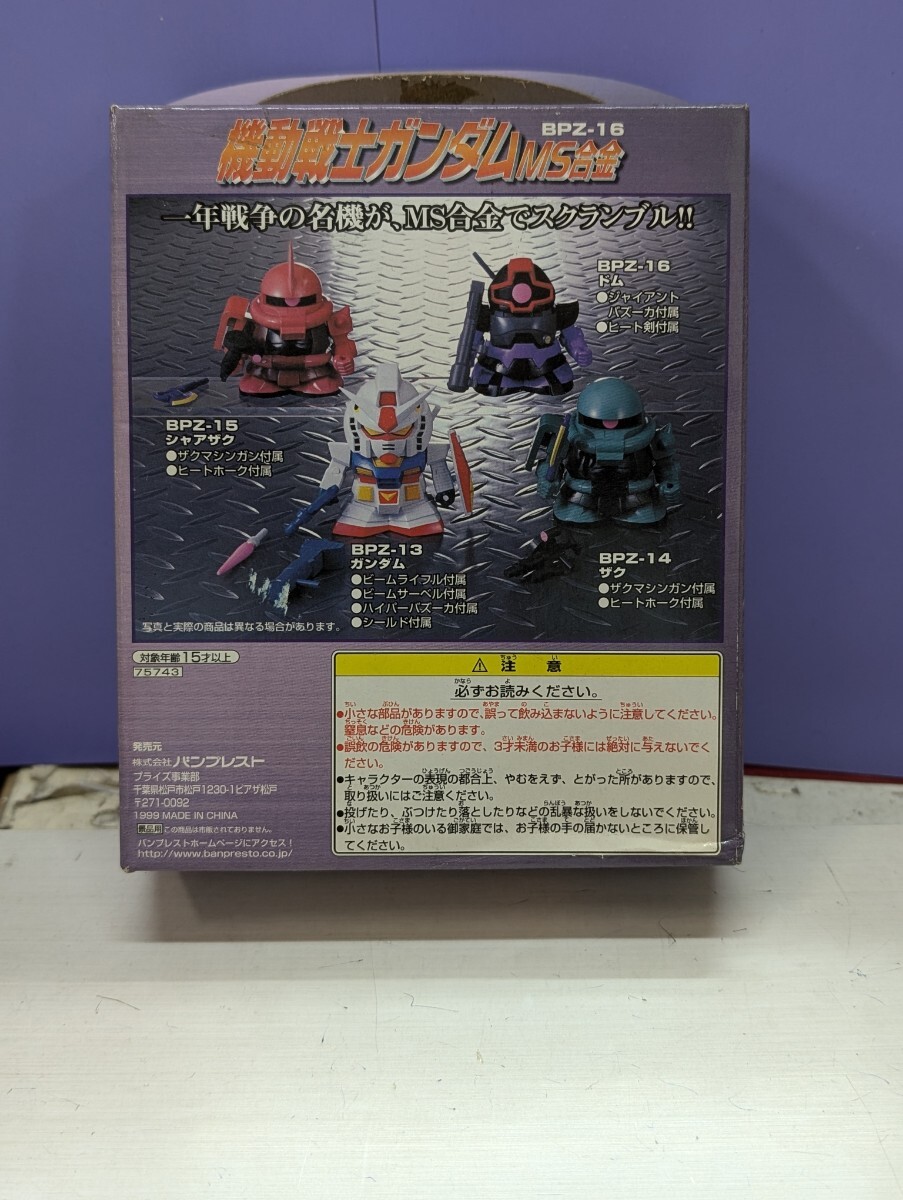 BPZ-16
機動戦士ガンダムMS合金
一年戦争の名機が、MS合金でスクランブル!!
BPZ-16
ドム
●ジャイアント
バズーカ付属
●ヒート剣付属
BPZ-15
シャアザク
●ザクマシンガン付属
●ヒートホーク付属
BPZ-13
ガンダム
●ビームライフル付属
●ビームサーベル付属
●ハイパーバズーカ付属
●シールド付属
BPZ-14
ザク
●ザクマシンガン付属
●ヒートホーク付属
写真と実際の商品は異なる場合があります。
対象年齢15才以上
75743
発売元
株式会社バンプレスト
プライズ事業部
千葉県松戸市松戸1230-1ピアザ松戸
〒271-0092
1999 MADE IN CHINA
景品用 この商品は市販されておりません。
バンプレストホームページにアクセス!
http://www.banpresto.co.jp/
⚠注意
必ずお読みください。
●小さな部品がありますので、誤って飲み込まないように注意してください。
窒息などの危険があります。
●誤飲の危険がありますので、3才未満のお子様には絶対に与えないでく
ださい。
●キャラクターの表現の都合上、やむをえず、とがった所がありますので、
取り扱いにはご注意ください。
●投げたり、ぶつけたり落としたりなどの乱暴な扱いをしないでください。
●小さなお子様のいる御家庭では、お子様の手の届かないところに保管し
てください。